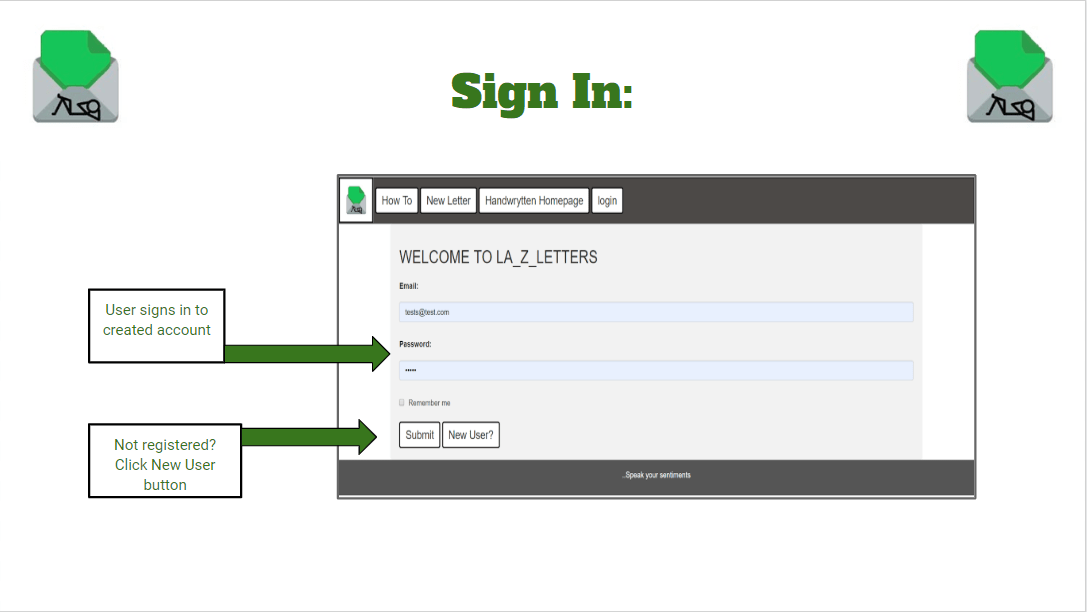 Sign In:
How To
New Letter
Handwrytten Homepage
login
WELCOME TO LA_Z_LETTERS
Email:
tests@test.com
User signs in to
created account
Password:
•••••
Remember me
Not registered?
Click New User
button
Submit
New User?
..Speak your sentiments